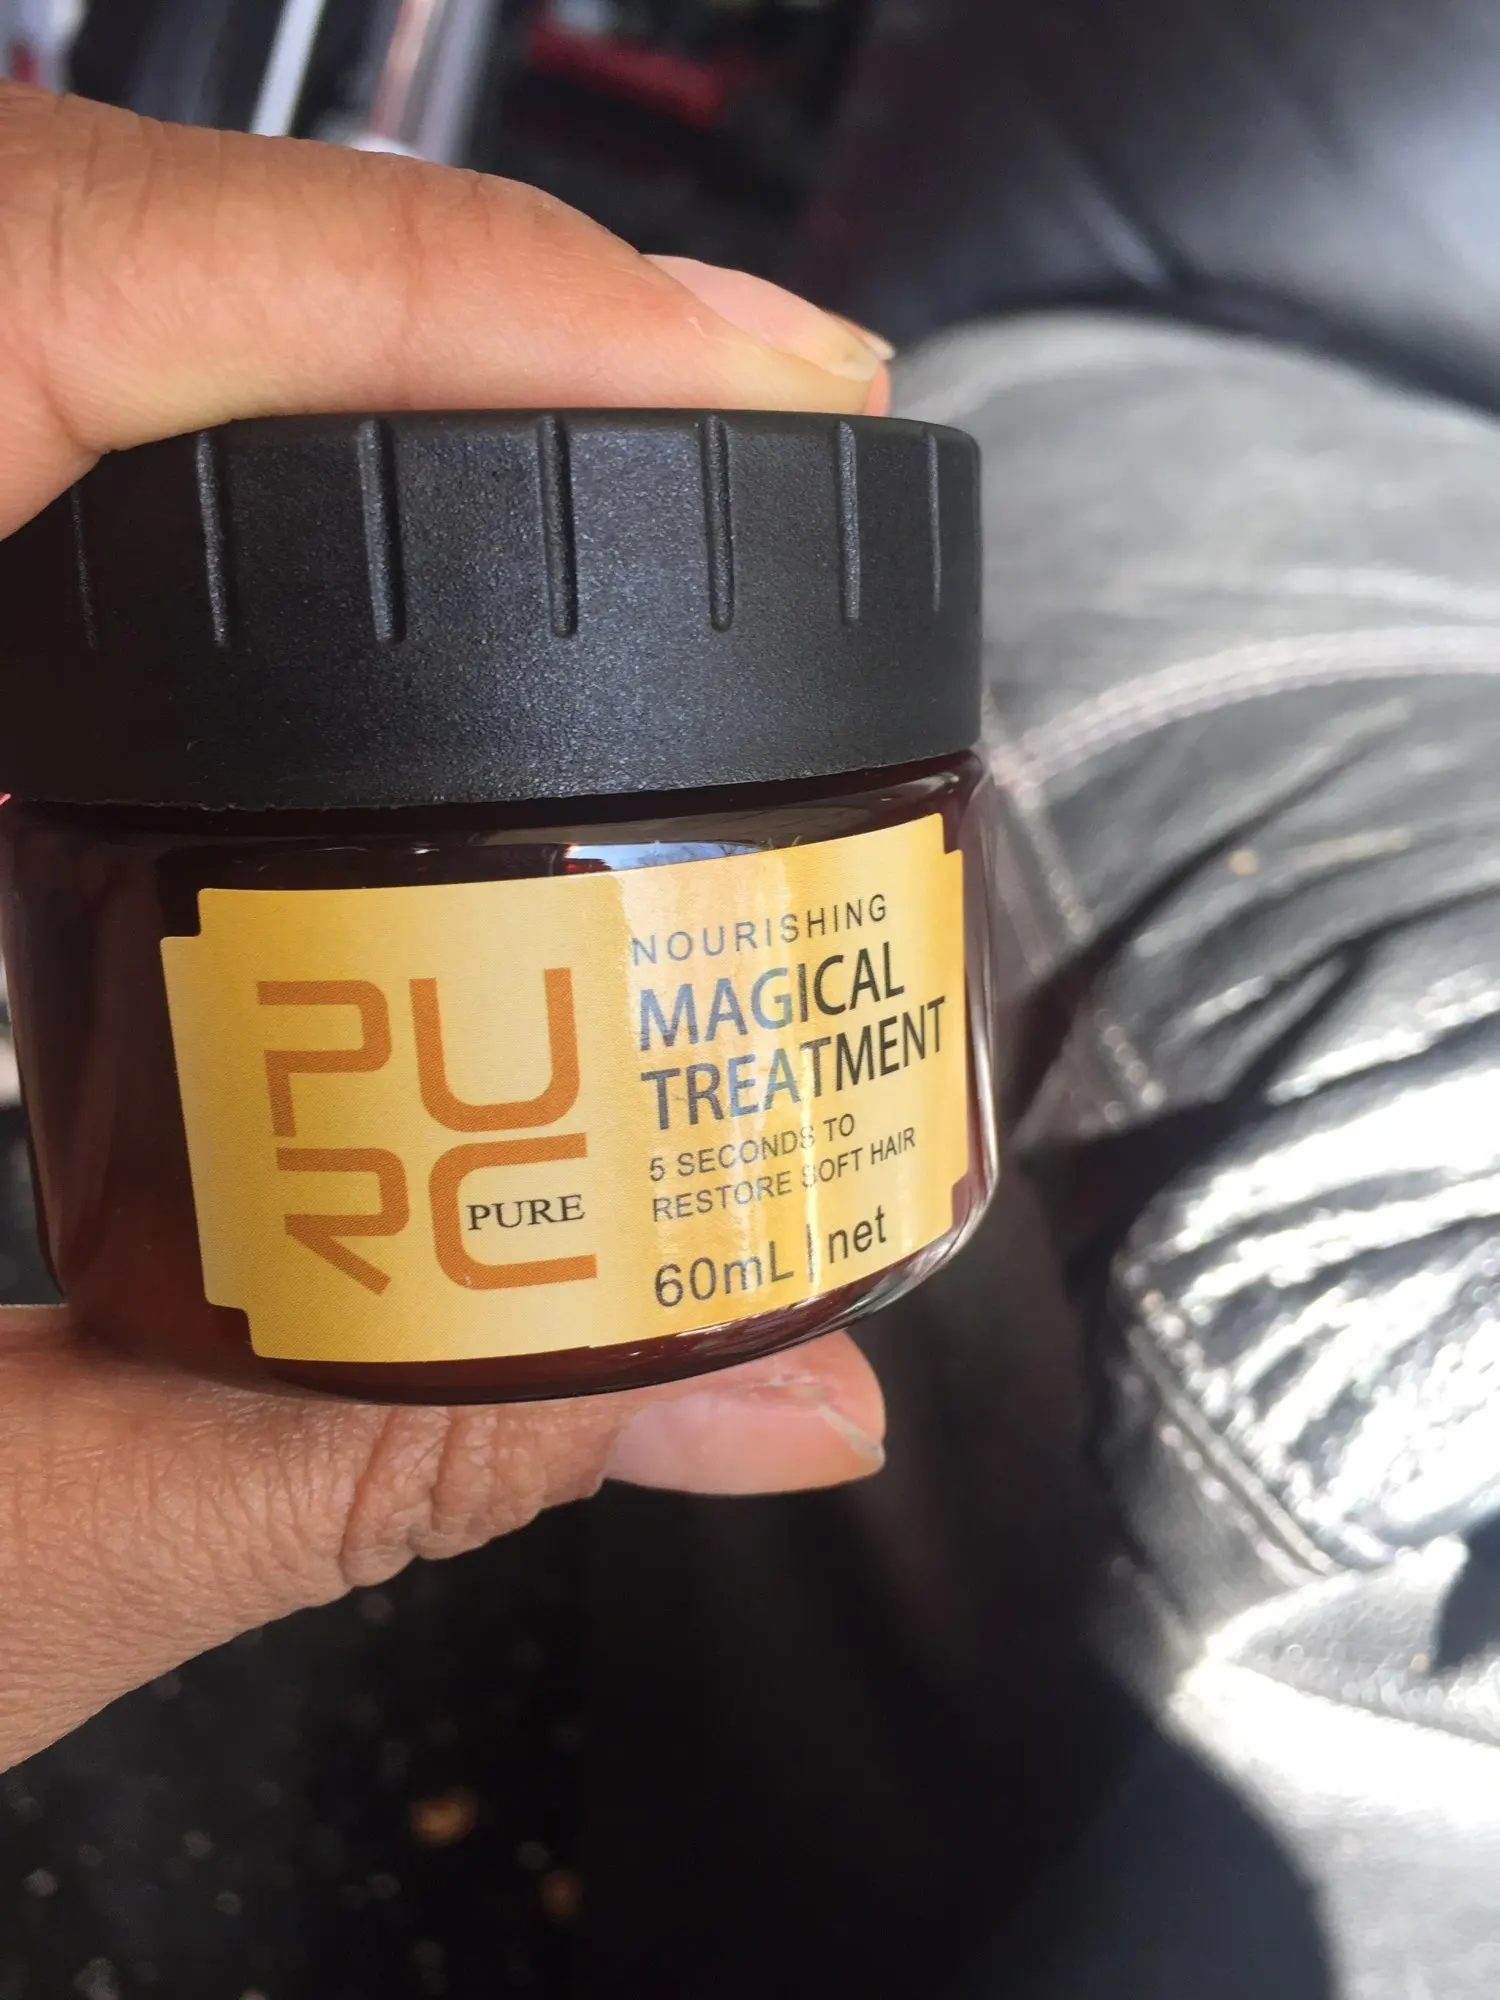 PURC
PURE
NOURISHING
MAGICAL
TREATMENT
5 SECONDS TO
RESTORE SOFT HAIR
60mL | net